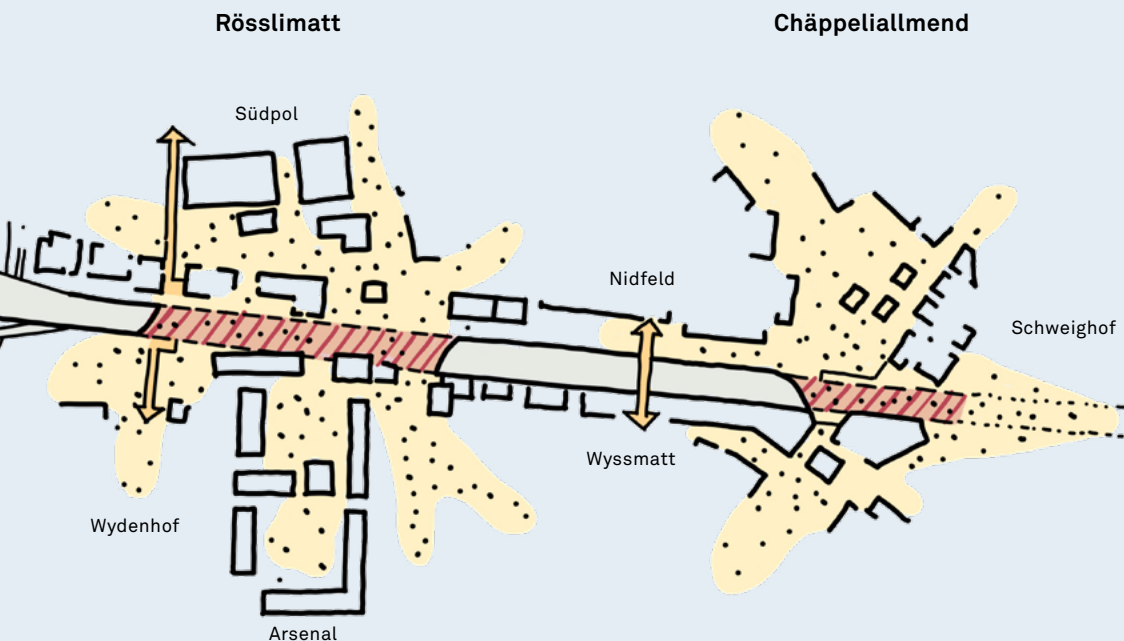 Rösslimatt
Chäppeliallmend
Südpol
Nidfeld
Schweighof
Wyssmatt
Wydenhof
Arsenal